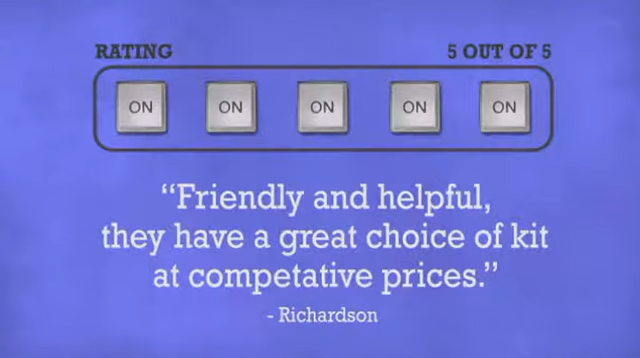 RATING 5 OUT OF 5
ON ON ON ON ON
“Friendly and helpful,
they have a great choice of kit
at competative prices.”
- Richardson